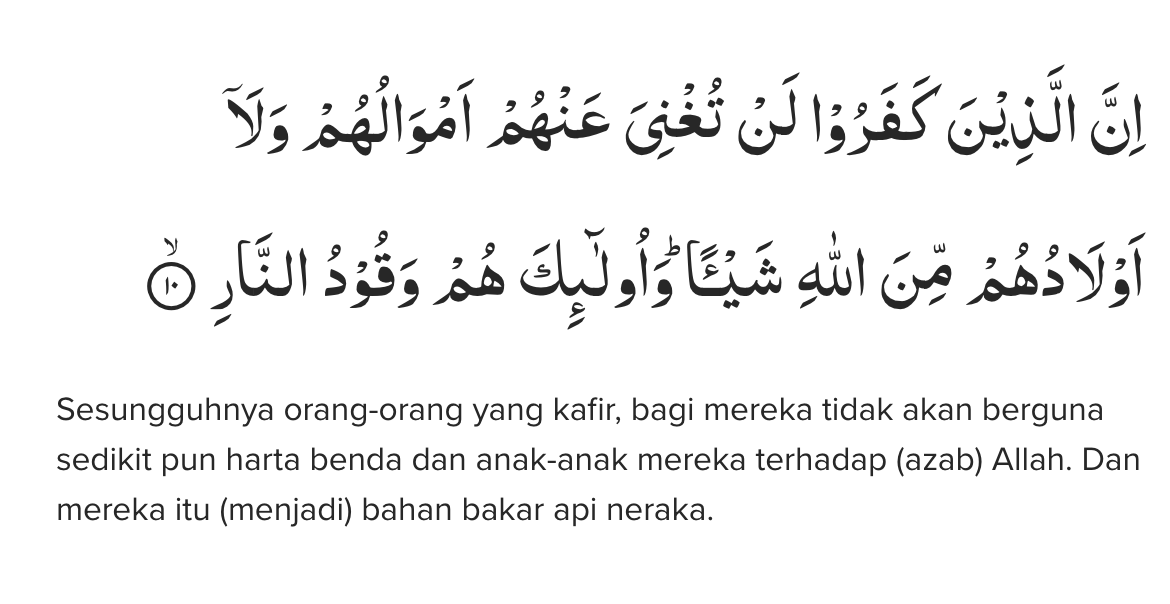 اِنَّ الَّذِيْنَ كَفَرُوْا لَنْ تُغْنِيَ عَنْهُمْ اَمْوَالُهُمْ وَلَآ
اَوْلَادُهُمْ مِّنَ اللّٰهِ شَيْـًٔاۗ وَاُولٰۤىِٕكَ هُمْ وَقُوْدُ النَّارِۙ ١٠
Sesungguhnya orang-orang yang kafir, bagi mereka tidak akan berguna
sedikit pun harta benda dan anak-anak mereka terhadap (azab) Allah. Dan
mereka itu (menjadi) bahan bakar api neraka.